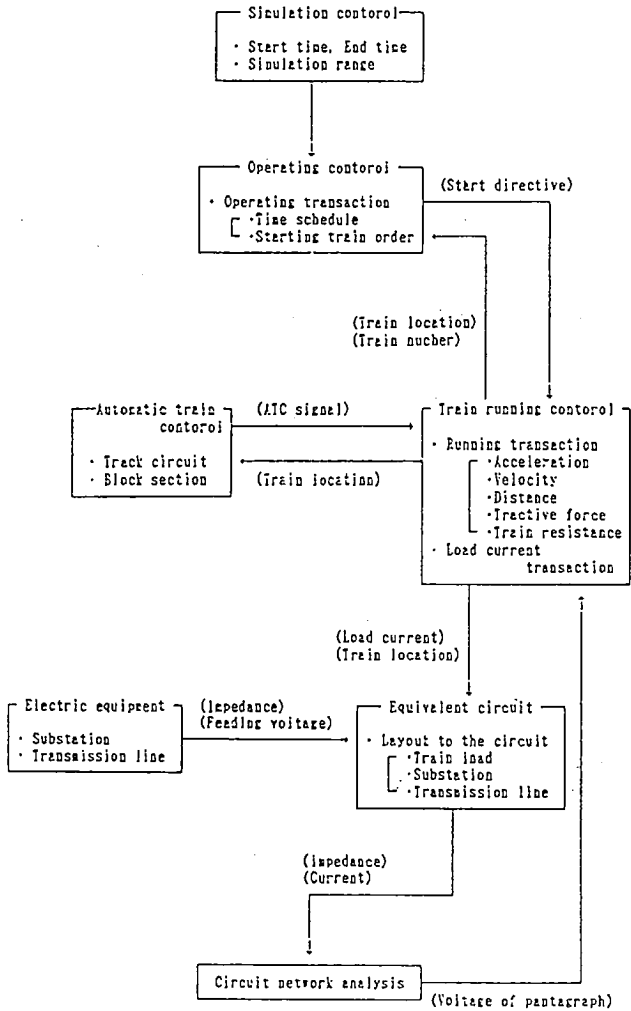 Simulation contorol
・Start time, End time
・Simulation range
Operating contorol
・Operating transaction
・Time schedule
・Starting train order
(Start directive)
(Train location)
(Train nucber)
Automatic train
contorol
・Track circuit
・Block section
(ATC signal)
(Train location)
Train running contorol
・Running transaction
・Acceleration
・Velocity
・Distance
・Tractive force
・Train resistance
・Load current
transaction
(Load current)
(Train location)
Electric equipment
・Substation
・Transmission line
(Impedance)
(Feeding voltage)
Equivalent circuit
・Layout to the circuit
・Train load
・Substation
・Transmission line
(Impedance)
(Current)
Circuit network analysis
(Voltage of pantagraph)